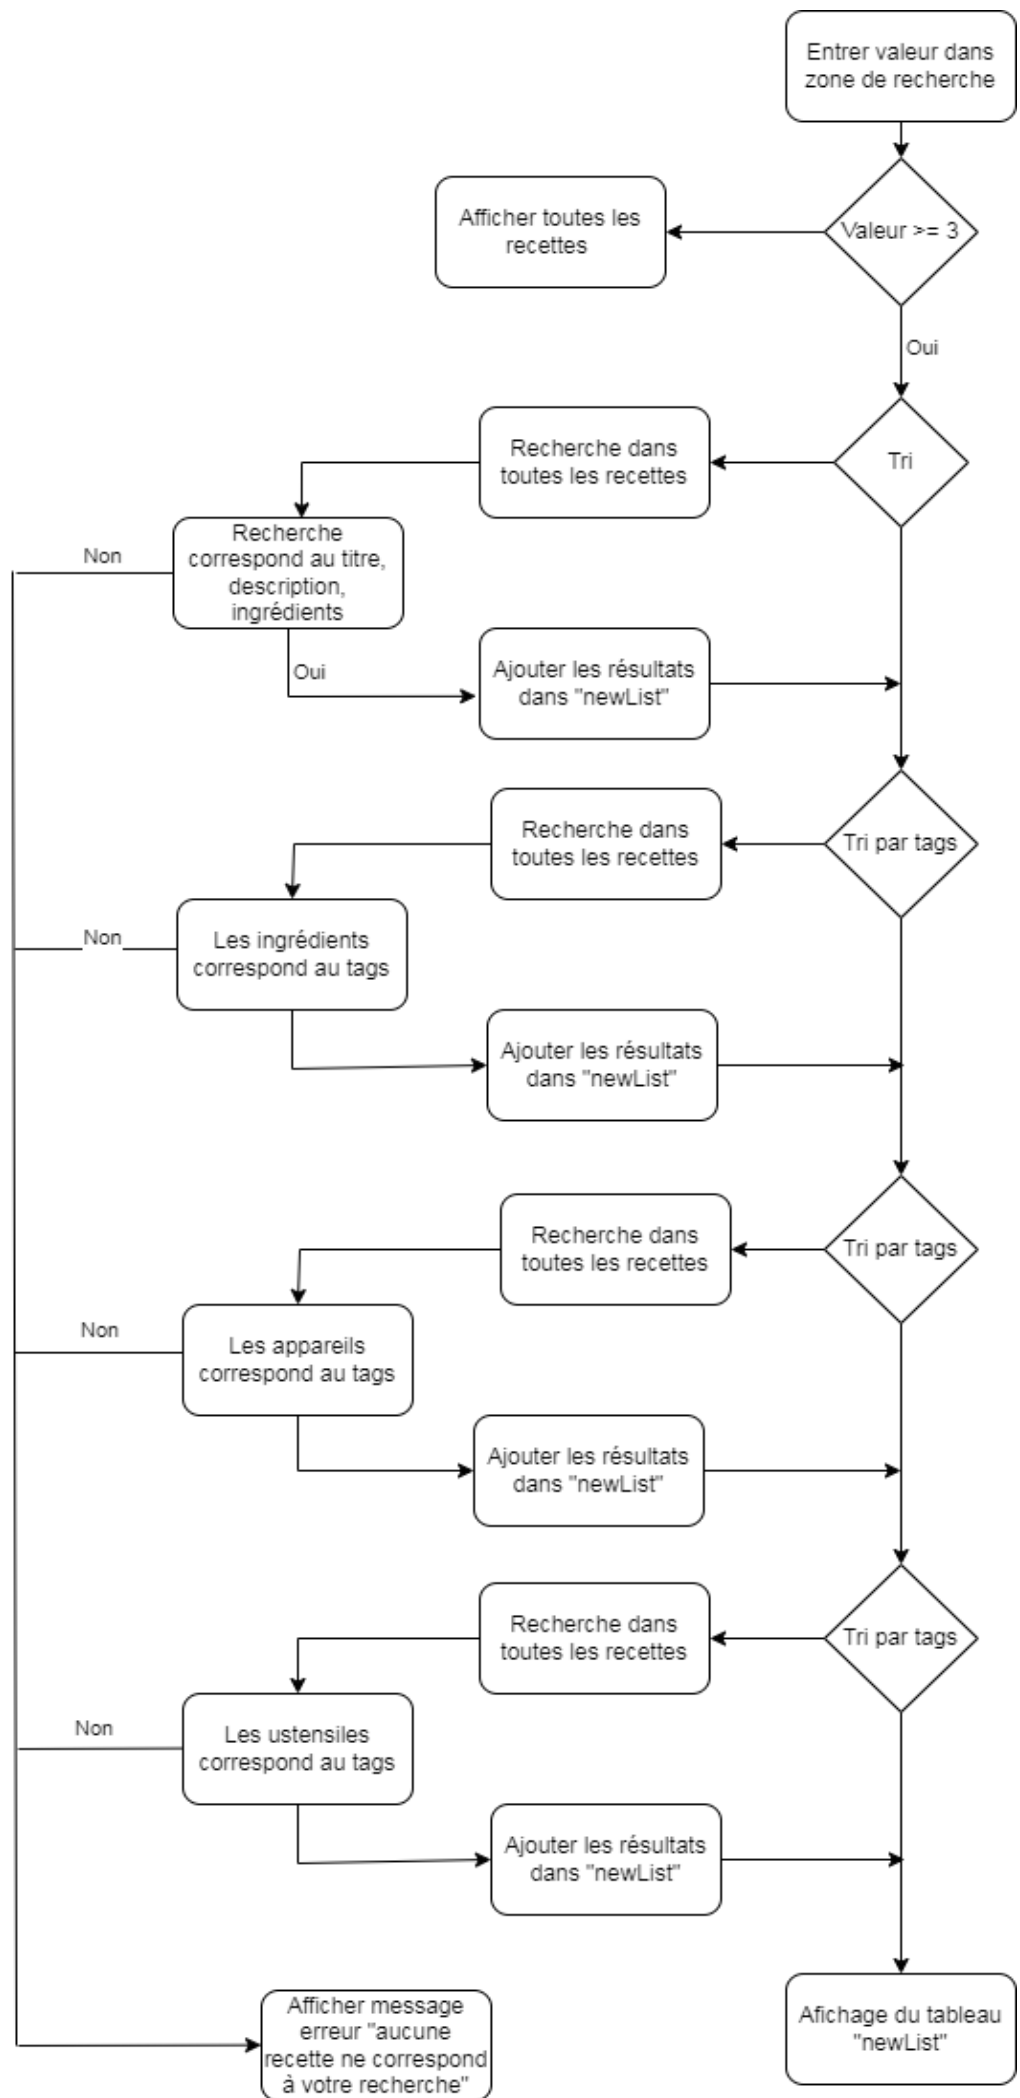 Entrer valeur dans
zone de recherche
Valeur >= 3
Afficher toutes les
recettes
Oui
Tri
Recherche dans
toutes les recettes
Recherche
correspond au titre,
description,
ingrédients
Non
Oui
Ajouter les résultats
dans "newList"
Tri par tags
Recherche dans
toutes les recettes
Les ingrédients
correspond au tags
Non
Ajouter les résultats
dans "newList"
Tri par tags
Recherche dans
toutes les recettes
Les appareils
correspond au tags
Non
Ajouter les résultats
dans "newList"
Tri par tags
Recherche dans
toutes les recettes
Les ustensiles
correspond au tags
Non
Ajouter les résultats
dans "newList"
Afichage du tableau
"newList"
Afficher message
erreur "aucune
recette ne correspond
à votre recherche"